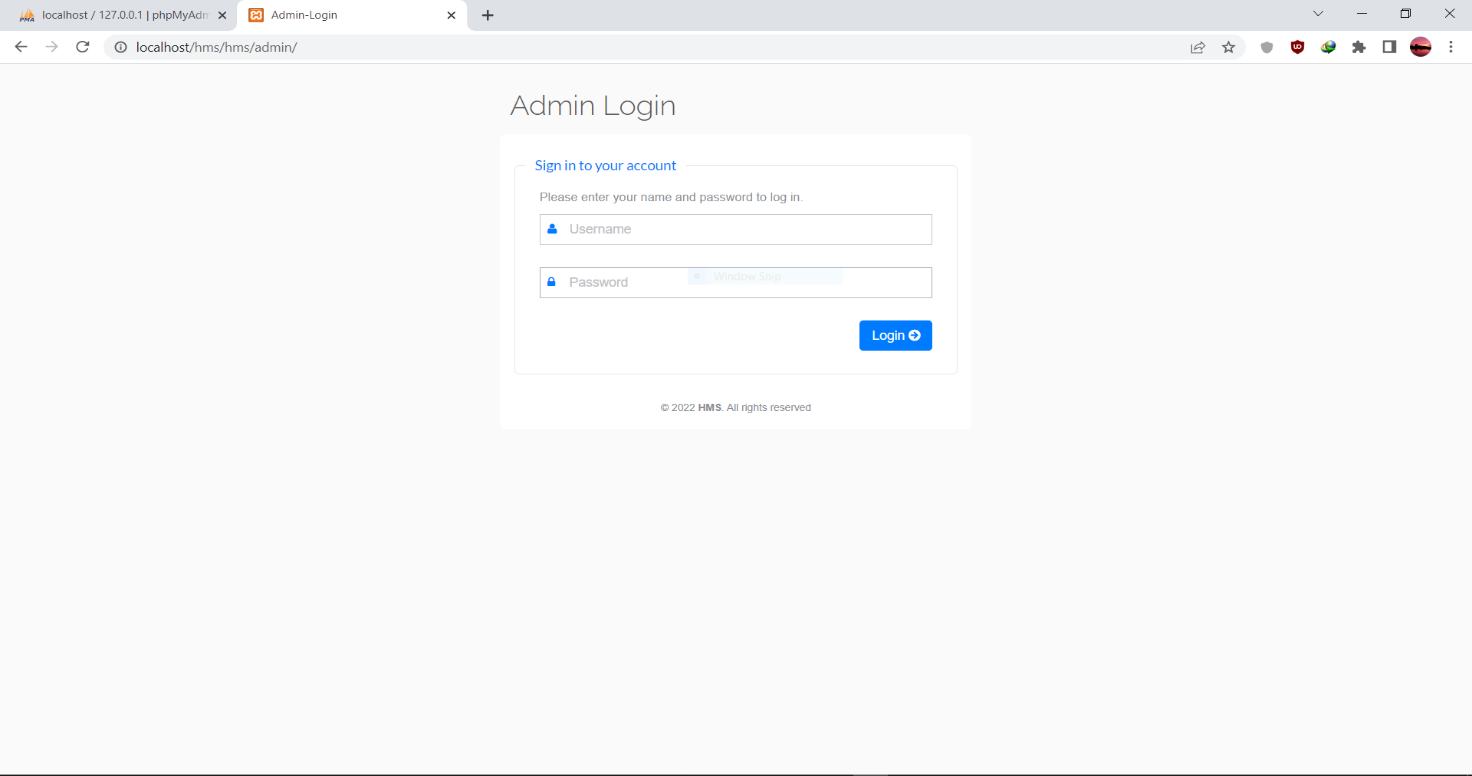 localhost / 127.0.0.1 | phpMyAdm
Admin-Login
localhost/hms/hms/admin/
Admin Login
Sign in to your account
Please enter your name and password to log in.
Username
Password
Window Snip
Login
© 2022 HMS. All rights reserved